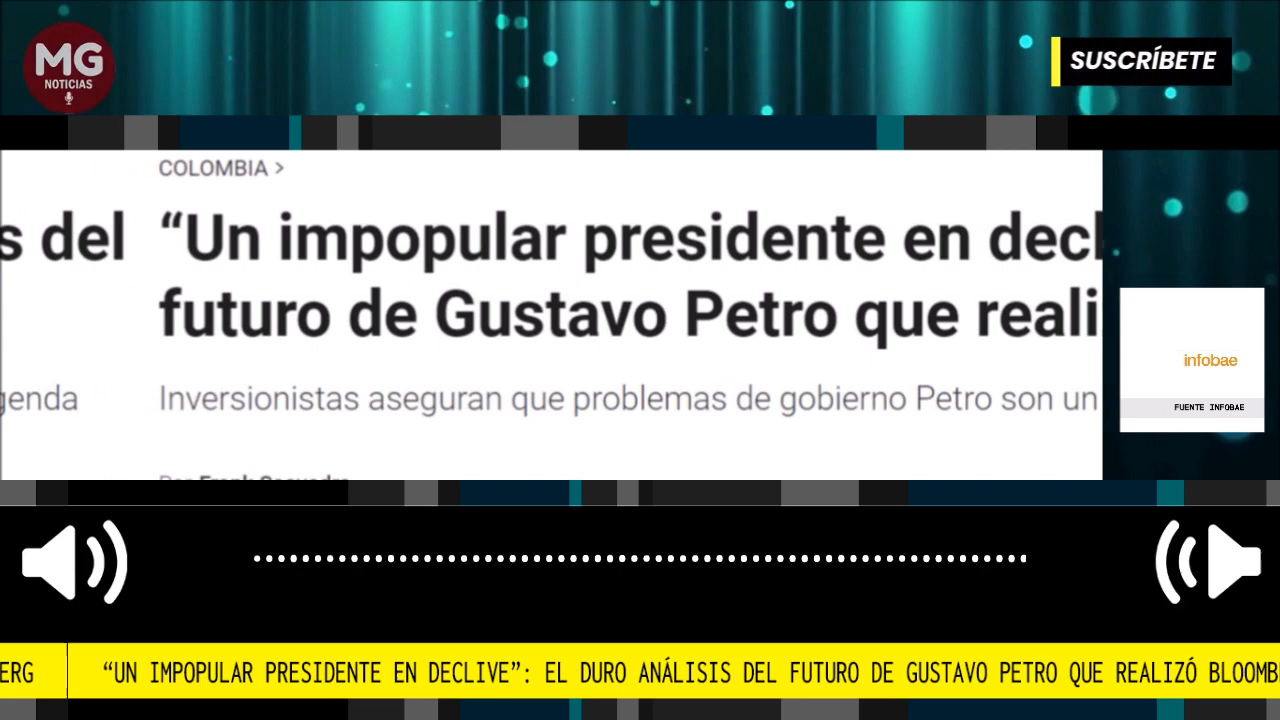 MG
NOTICIAS
SUSCRÍBETE
COLOMBIA >
s del
“Un impopular presidente en decl
futuro de Gustavo Petro que reali
genda
Inversionistas aseguran que problemas de gobierno Petro son un
infobae
FUENTE INFOBAE
ERG
“UN IMPOPULAR PRESIDENTE EN DECLIVE”: EL DURO ANÁLISIS DEL FUTURO DE GUSTAVO PETRO QUE REALIZÓ BLOOMB